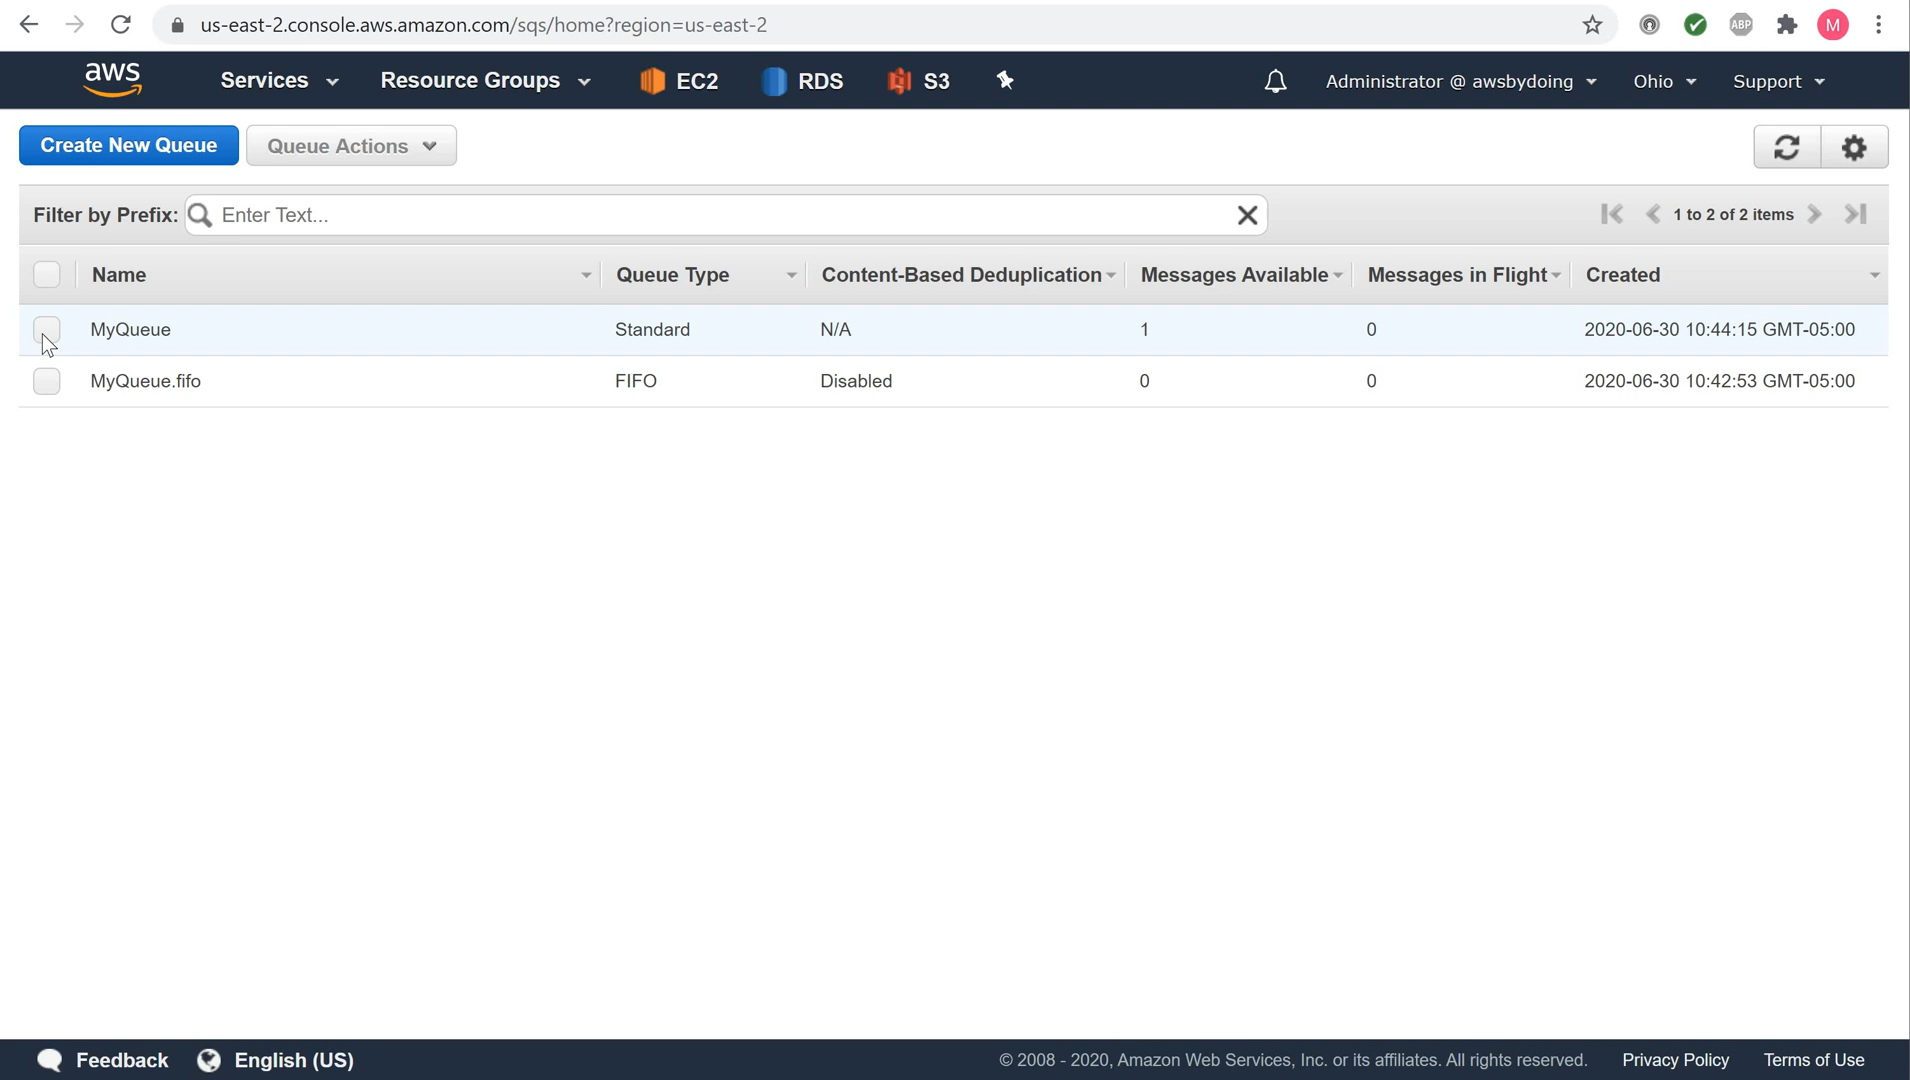 us-east-2.console.aws.amazon.com/sqs/home?region=us-east-2 ABP M
aws Services Resource Groups EC2 RDS S3 Administrator @ awsbydoing Ohio Support
Create New Queue Queue Actions
Filter by Prefix: Enter Text... 1 to 2 of 2 items
Name Queue Type Content-Based Deduplication Messages Available Messages in Flight Created
MyQueue Standard N/A 1 0 2020-06-30 10:44:15 GMT-05:00
MyQueue.fifo FIFO Disabled 0 0 2020-06-30 10:42:53 GMT-05:00
Feedback English (US) © 2008 - 2020, Amazon Web Services, Inc. or its affiliates. All rights reserved. Privacy Policy Terms of Use